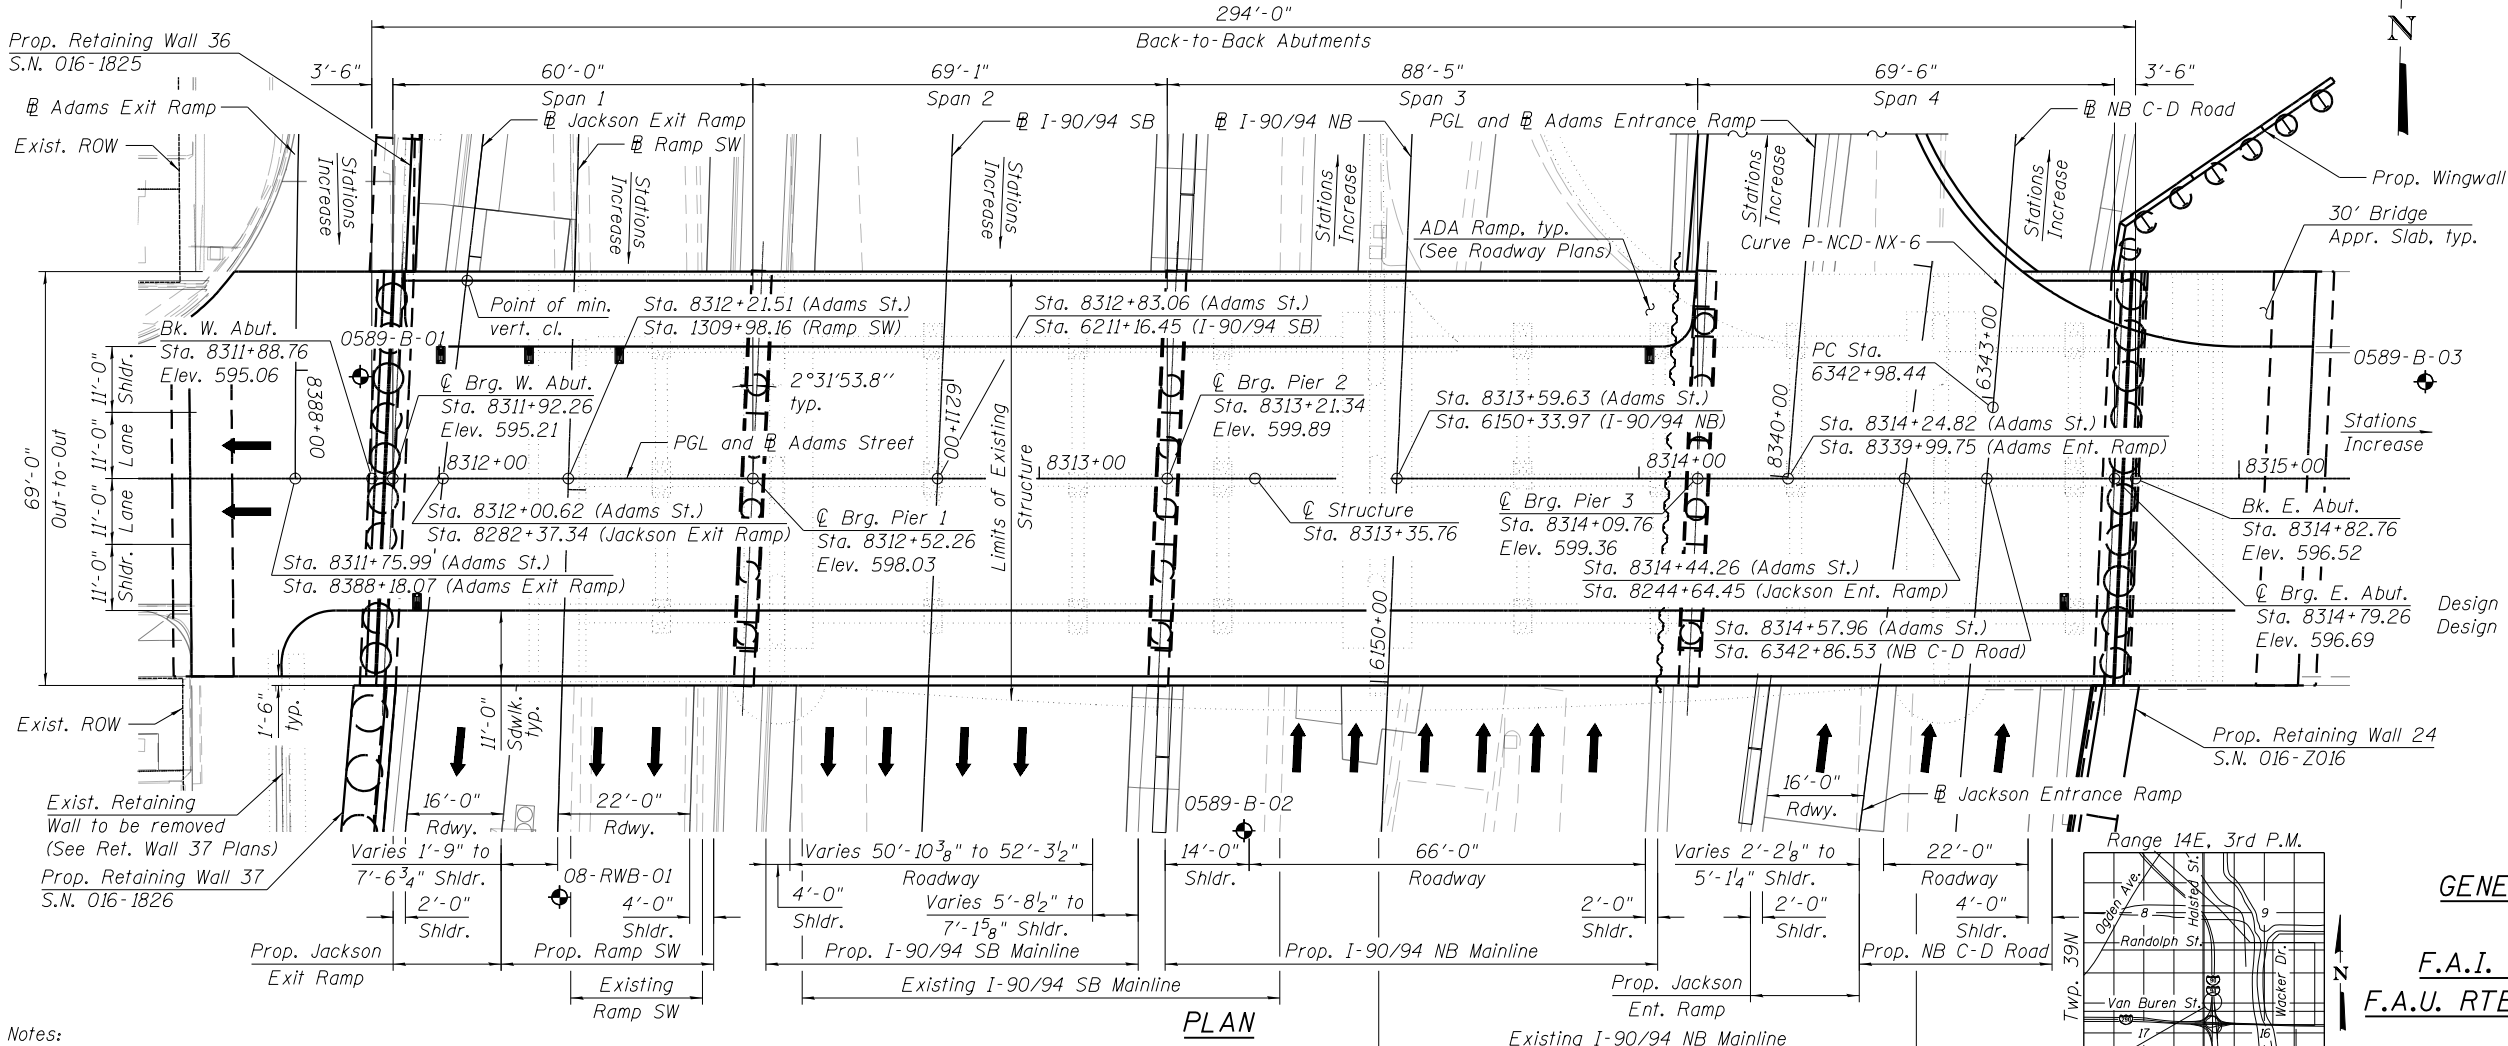 294'-0"
Back-to-Back Abutments
N
Prop. Retaining Wall 36
S.N. 016-1825
3'-6"
60'-0"
69'-1"
88'-5"
69'-6"
3'-6"
Span 1
Span 2
Span 3
Span 4
℄ Adams Exit Ramp
Exist. ROW
Stations
Increase
℄ Jackson Exit Ramp
℄ Ramp SW
Stations
Increase
℄ I-90/94 SB
Stations
Increase
℄ I-90/94 NB
Stations
Increase
PGL and ℄ Adams Entrance Ramp
Stations
Increase
℄ NB C-D Road
Stations
Increase
Prop. Wingwall
30' Bridge
Appr. Slab, typ.
ADA Ramp, typ.
(See Roadway Plans)
Curve P-NCD-NX-6
Point of min.
vert. cl.
Sta. 8312+21.51 (Adams St.)
Sta. 1309+98.16 (Ramp SW)
Sta. 8312+83.06 (Adams St.)
Sta. 6211+16.45 (I-90/94 SB)
Bk. W. Abut.
Sta. 8311+88.76
Elev. 595.06
0589-B-01
8388+00
℄ Brg. W. Abut.
Sta. 8311+92.26
Elev. 595.21
2°31'53.8''
typ.
6211+00
℄ Brg. Pier 2
Sta. 8313+21.34
Elev. 599.89
Sta. 8313+59.63 (Adams St.)
Sta. 6150+33.97 (I-90/94 NB)
PC Sta.
6342+98.44
6343+00
8340+00
Sta. 8314+24.82 (Adams St.)
Sta. 8339+99.75 (Adams Ent. Ramp)
0589-B-03
Stations
Increase
69'-0"
Out-to-Out
11'-0"
Shldr.
11'-0"
Lane
11'-0"
Lane
11'-0"
Shldr.
PGL and ℄ Adams Street
8312+00
8313+00
8314+00
8315+00
Limits of Existing
Structure
Sta. 8312+00.62 (Adams St.)
Sta. 8282+37.34 (Jackson Exit Ramp)
Sta. 8311+75.99 (Adams St.)
Sta. 8388+18.07 (Adams Exit Ramp)
℄ Brg. Pier 1
Sta. 8312+52.26
Elev. 598.03
℄ Structure
Sta. 8313+35.76
℄ Brg. Pier 3
Sta. 8314+09.76
Elev. 599.36
Sta. 8314+44.26 (Adams St.)
Sta. 8244+64.45 (Jackson Ent. Ramp)
Sta. 8314+57.96 (Adams St.)
Sta. 6342+86.53 (NB C-D Road)
6150+00
Bk. E. Abut.
Sta. 8314+82.76
Elev. 596.52
℄ Brg. E. Abut.
Sta. 8314+79.26
Elev. 596.69
Design
Design
Exist. ROW
1'-6"
typ.
11'-0"
Sdwlk.
typ.
Prop. Retaining Wall 24
S.N. 016-Z016
Exist. Retaining
Wall to be removed
(See Ret. Wall 37 Plans)
Prop. Retaining Wall 37
S.N. 016-1826
16'-0"
Rdwy.
22'-0"
Rdwy.
0589-B-02
16'-0"
Rdwy.
℄ Jackson Entrance Ramp
Varies 1'-9" to
7'-6¾" Shldr.
2'-0"
Shldr.
08-RWB-01
4'-0"
Shldr.
Varies 50'-10⅜" to 52'-3½"
Roadway
4'-0"
Shldr.
Varies 5'-8½" to
7'-1⅝" Shldr.
14'-0"
Shldr.
66'-0"
Roadway
2'-0"
Shldr.
Varies 2'-2⅛" to
5'-1¼" Shldr.
2'-0"
Shldr.
22'-0"
Roadway
4'-0"
Shldr.
Prop. Jackson
Exit Ramp
Prop. Ramp SW
Existing
Ramp SW
Prop. I-90/94 SB Mainline
Existing I-90/94 SB Mainline
Prop. I-90/94 NB Mainline
Prop. Jackson
Ent. Ramp
Existing I-90/94 NB Mainline
Prop. NB C-D Road
Range 14E, 3rd P.M.
Twp. 39N
Ogden Ave.
Halsted St.
8
9
Randolph St.
Wacker Dr.
Van Buren St.
17
16
N
GENE
F.A.I.
F.A.U. RTE
PLAN
Notes: